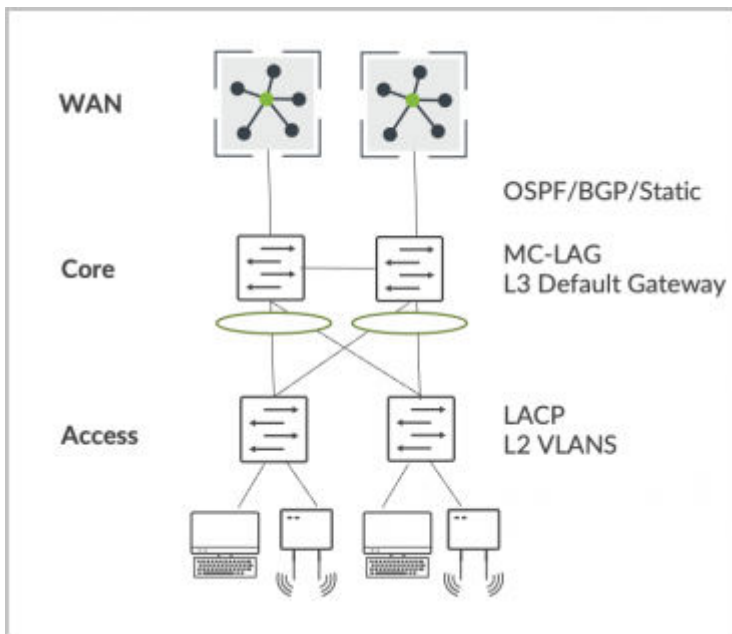 WAN
OSPF/BGP/Static
Core
MC-LAG
L3 Default Gateway
Access
LACP
L2 VLANS